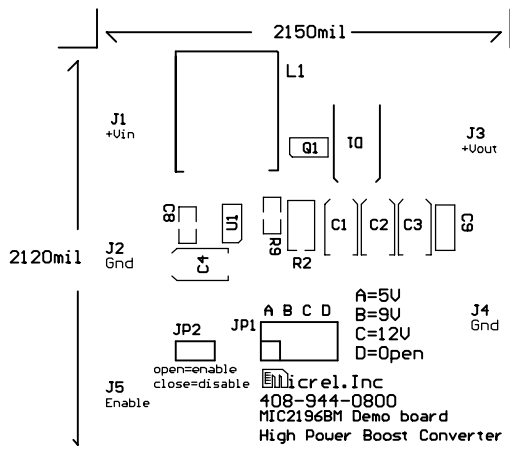 2150mil
L1
J1
+Vin
Q1
D1
J3
+Vout
C8
U1
R9
R2
C1
C2
C3
C9
J2
Gnd
C4
2120mil
A B C D
A=5V
B=9V
C=12V
D=Open
J4
Gnd
JP2
JP1
open=enable
close=disable
J5
Enable
Micrel.Inc
408-944-0800
MIC2196BM Demo board
High Power Boost Converter